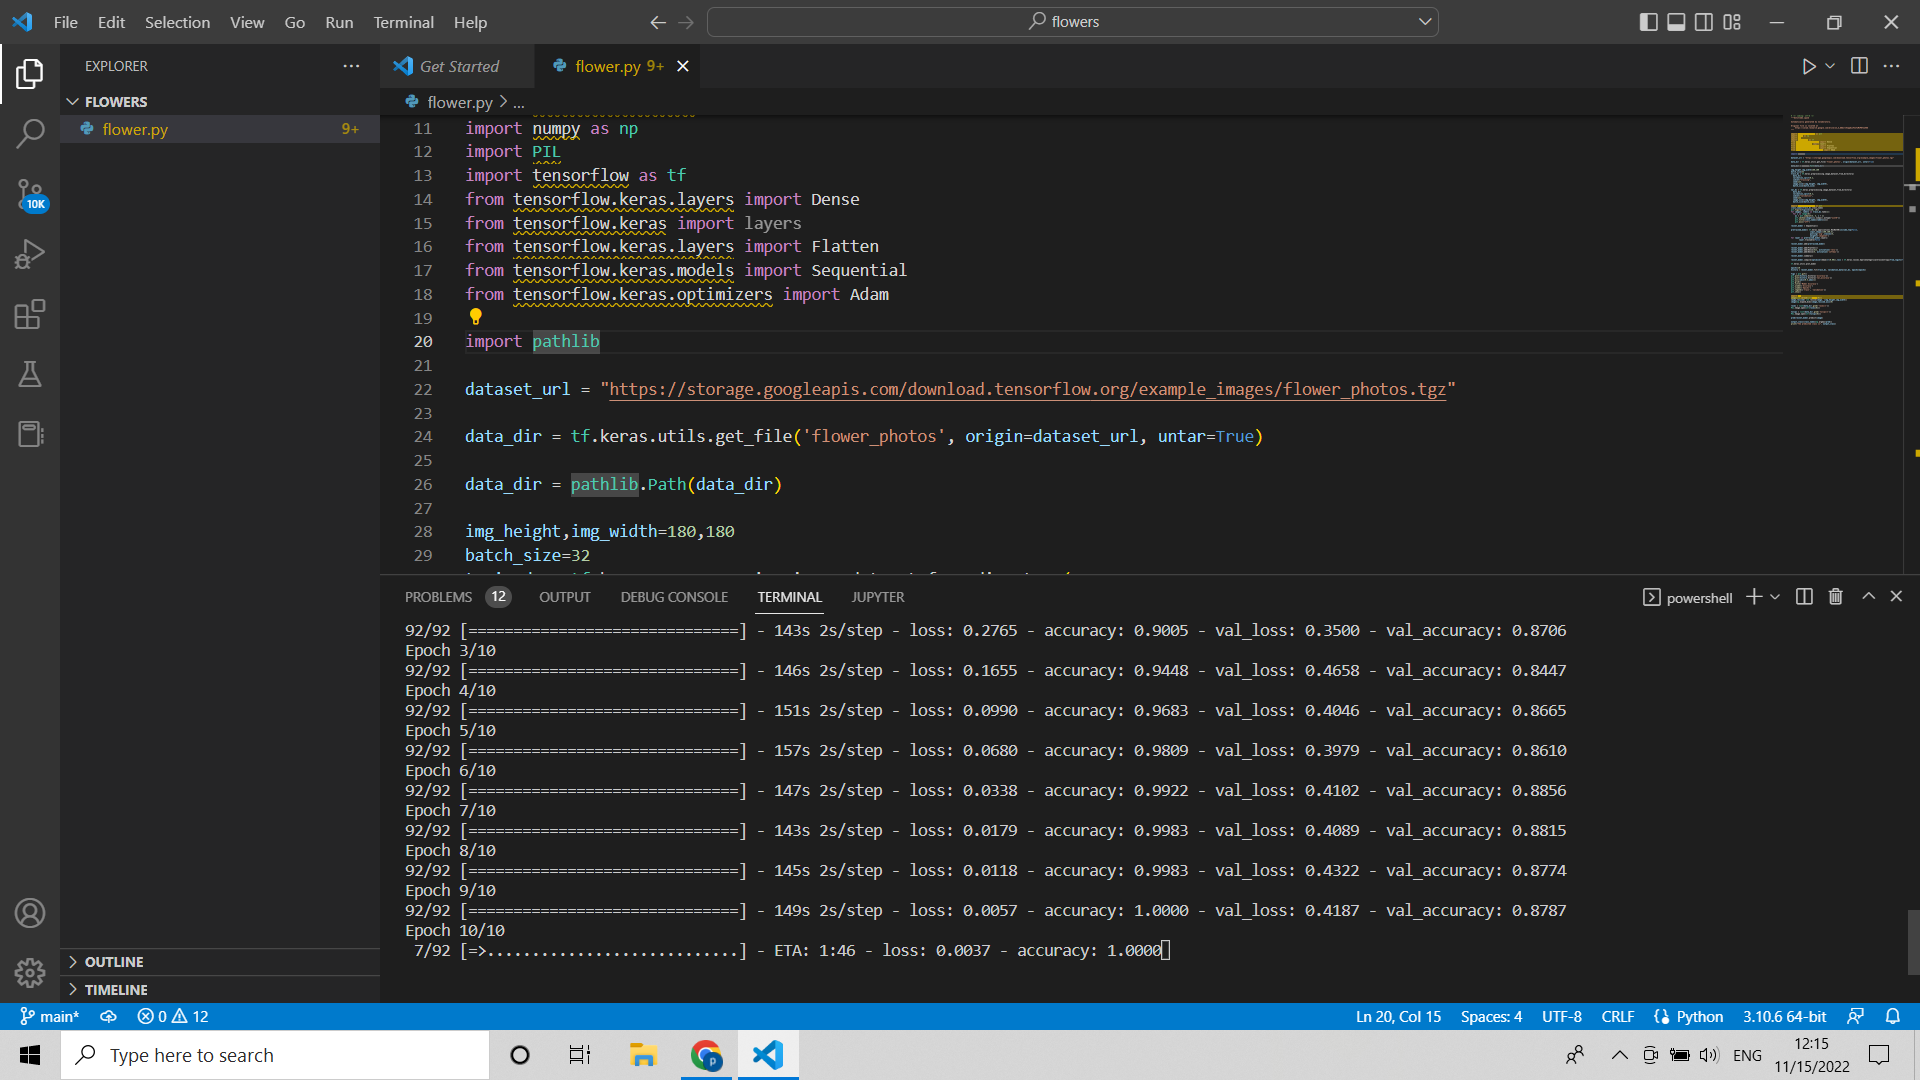 File Edit Selection View Go Run Terminal Help
flowers
EXPLORER
Get Started
flower.py 9+
FLOWERS
flower.py > ...
flower.py 9+
10K
11 import numpy as np
12 import PIL
13 import tensorflow as tf
14 from tensorflow.keras.layers import Dense
15 from tensorflow.keras import layers
16 from tensorflow.keras.layers import Flatten
17 from tensorflow.keras.models import Sequential
18 from tensorflow.keras.optimizers import Adam
19
20 import pathlib
21
22 dataset_url = "https://storage.googleapis.com/download.tensorflow.org/example_images/flower_photos.tgz"
23
24 data_dir = tf.keras.utils.get_file('flower_photos', origin=dataset_url, untar=True)
25
26 data_dir = pathlib.Path(data_dir)
27
28 img_height,img_width=180,180
29 batch_size=32
PROBLEMS 12 OUTPUT DEBUG CONSOLE TERMINAL JUPYTER
powershell
92/92 [==============================] - 143s 2s/step - loss: 0.2765 - accuracy: 0.9005 - val_loss: 0.3500 - val_accuracy: 0.8706
Epoch 3/10
92/92 [==============================] - 146s 2s/step - loss: 0.1655 - accuracy: 0.9448 - val_loss: 0.4658 - val_accuracy: 0.8447
Epoch 4/10
92/92 [==============================] - 151s 2s/step - loss: 0.0990 - accuracy: 0.9683 - val_loss: 0.4046 - val_accuracy: 0.8665
Epoch 5/10
92/92 [==============================] - 157s 2s/step - loss: 0.0680 - accuracy: 0.9809 - val_loss: 0.3979 - val_accuracy: 0.8610
Epoch 6/10
92/92 [==============================] - 147s 2s/step - loss: 0.0338 - accuracy: 0.9922 - val_loss: 0.4102 - val_accuracy: 0.8856
Epoch 7/10
92/92 [==============================] - 143s 2s/step - loss: 0.0179 - accuracy: 0.9983 - val_loss: 0.4089 - val_accuracy: 0.8815
Epoch 8/10
92/92 [==============================] - 145s 2s/step - loss: 0.0118 - accuracy: 0.9983 - val_loss: 0.4322 - val_accuracy: 0.8774
Epoch 9/10
92/92 [==============================] - 149s 2s/step - loss: 0.0057 - accuracy: 1.0000 - val_loss: 0.4187 - val_accuracy: 0.8787
Epoch 10/10
7/92 [=>............................] - ETA: 1:46 - loss: 0.0037 - accuracy: 1.0000
OUTLINE
TIMELINE
main* 0 12
Ln 20, Col 15 Spaces: 4 UTF-8 CRLF Python 3.10.6 64-bit
Type here to search
ENG
12:15
11/15/2022